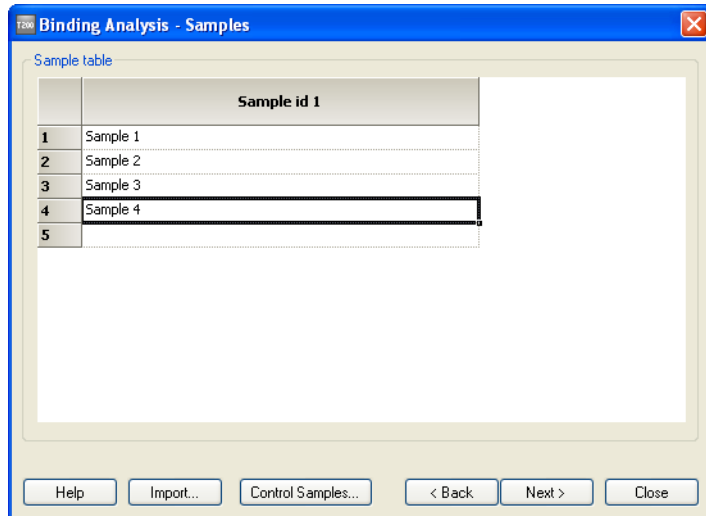 T200 Binding Analysis - Samples
Sample table
Sample id 1
1 Sample 1
2 Sample 2
3 Sample 3
4 Sample 4
5
Help Import... Control Samples... < Back Next > Close